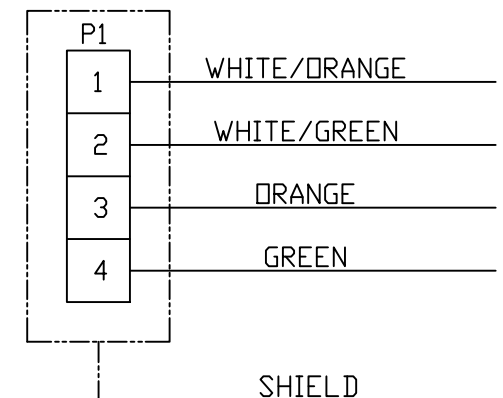 P1
1 WHITE/ORANGE
2 WHITE/GREEN
3 ORANGE
4 GREEN
SHIELD